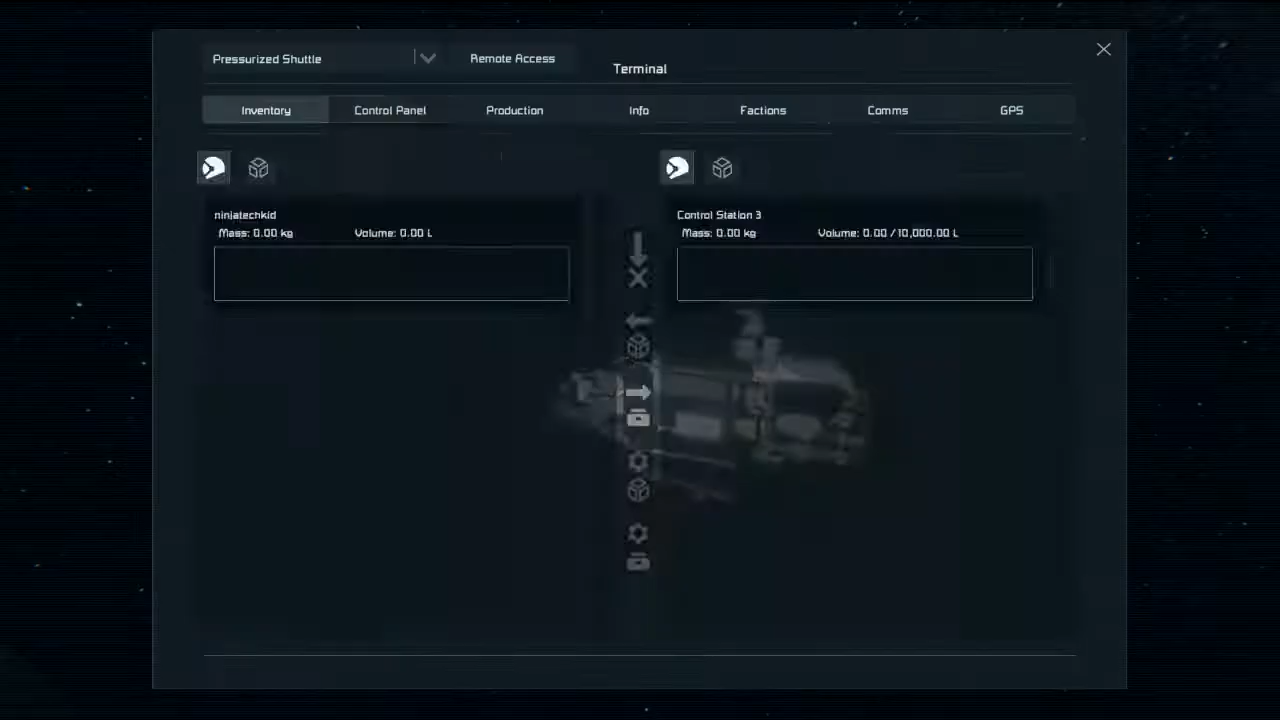 Pressurized Shuttle
Remote Access
Terminal
Inventory
Control Panel
Production
Info
Factions
Comms
GPS
ninjatechkid
Mass: 0.00 kg
Volume: 0.00 L
Control Station 3
Mass: 0.00 kg
Volume: 0.00 / 10,000.00 L